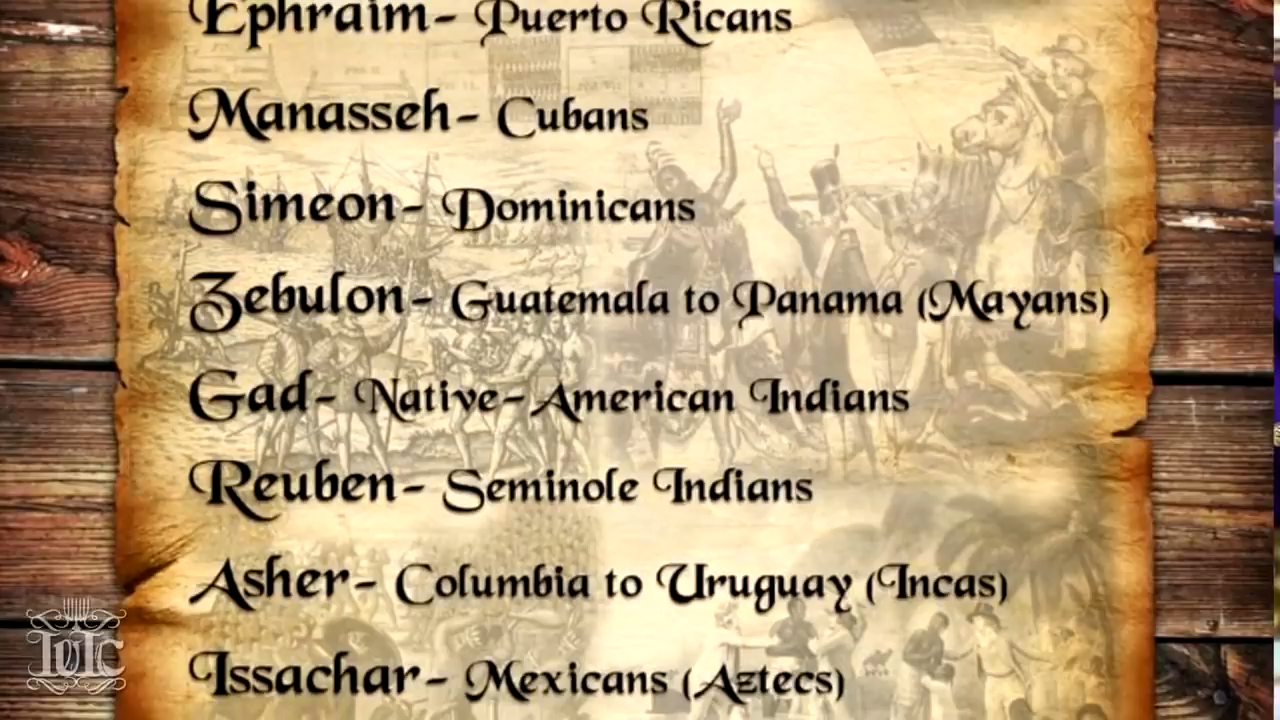 Ephraim- Puerto Ricans
Manasseh- Cubans
Simeon- Dominicans
Zebulon- Guatemala to Panama (Mayans)
Gad- Native-American Indians
Reuben- Seminole Indians
Asher- Columbia to Uruguay (Incas)
Issachar- Mexicans (Aztecs)
IUIC